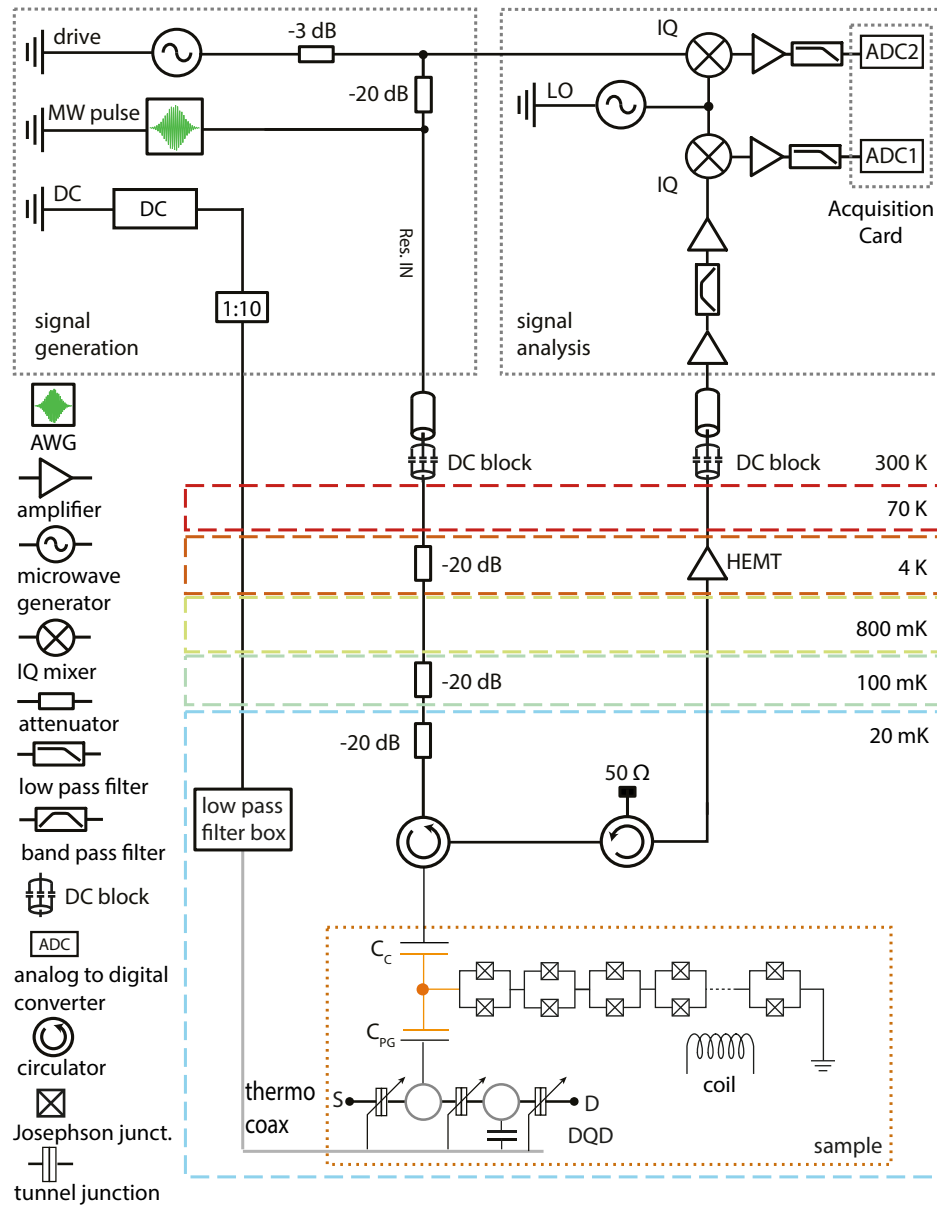 drive
-3 dB
IQ
ADC2
-20 dB
LO
MW pulse
ADC1
IQ
DC
DC
Acquisition
Card
Res. IN
1:10
signal
generation
signal
analysis
AWG
DC block
DC block
300 K
amplifier
70 K
microwave
generator
-20 dB
HEMT
4 K
IQ mixer
800 mK
attenuator
-20 dB
100 mK
low pass filter
-20 dB
20 mK
50 Ω
band pass filter
low pass
filter box
DC block
ADC
analog to digital
converter
C_C
C_PG
circulator
coil
thermo
coax
S
D
DQD
Josephson junct.
sample
tunnel junction